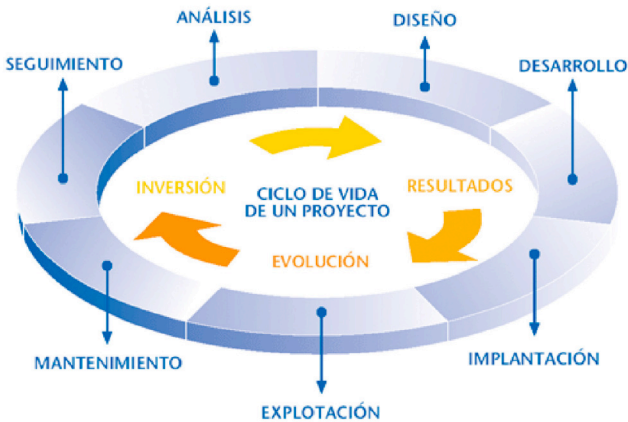 ANÁLISIS
DISEÑO
SEGUIMIENTO
DESARROLLO
INVERSIÓN
CICLO DE VIDA
DE UN PROYECTO
RESULTADOS
EVOLUCIÓN
MANTENIMIENTO
IMPLANTACIÓN
EXPLOTACIÓN